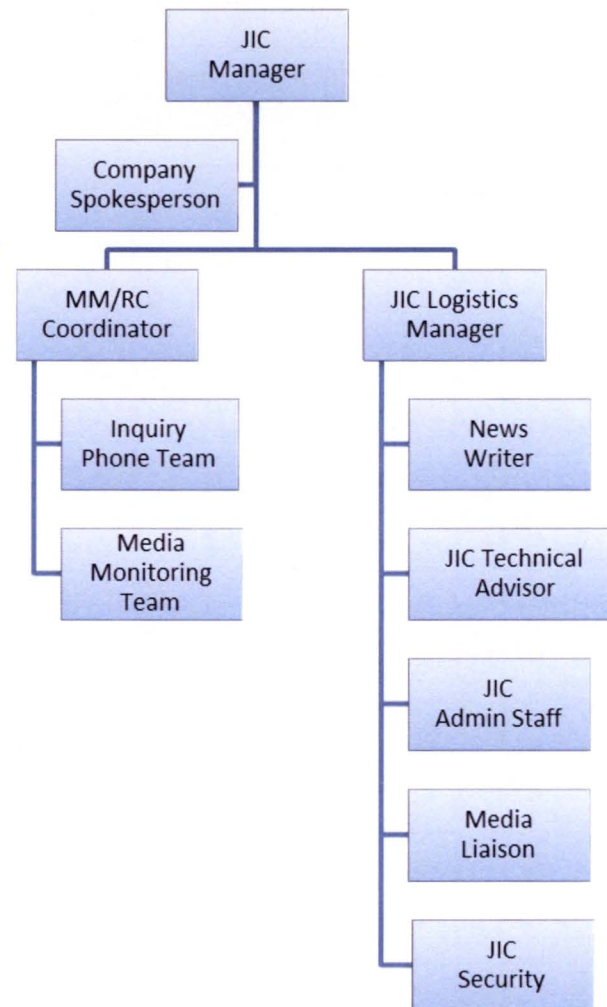 JIC
Manager
Company
Spokesperson
MM/RC
Coordinator
JIC Logistics
Manager
Inquiry
Phone Team
Media
Monitoring
Team
News
Writer
JIC Technical
Advisor
JIC
Admin Staff
Media
Liaison
JIC
Security